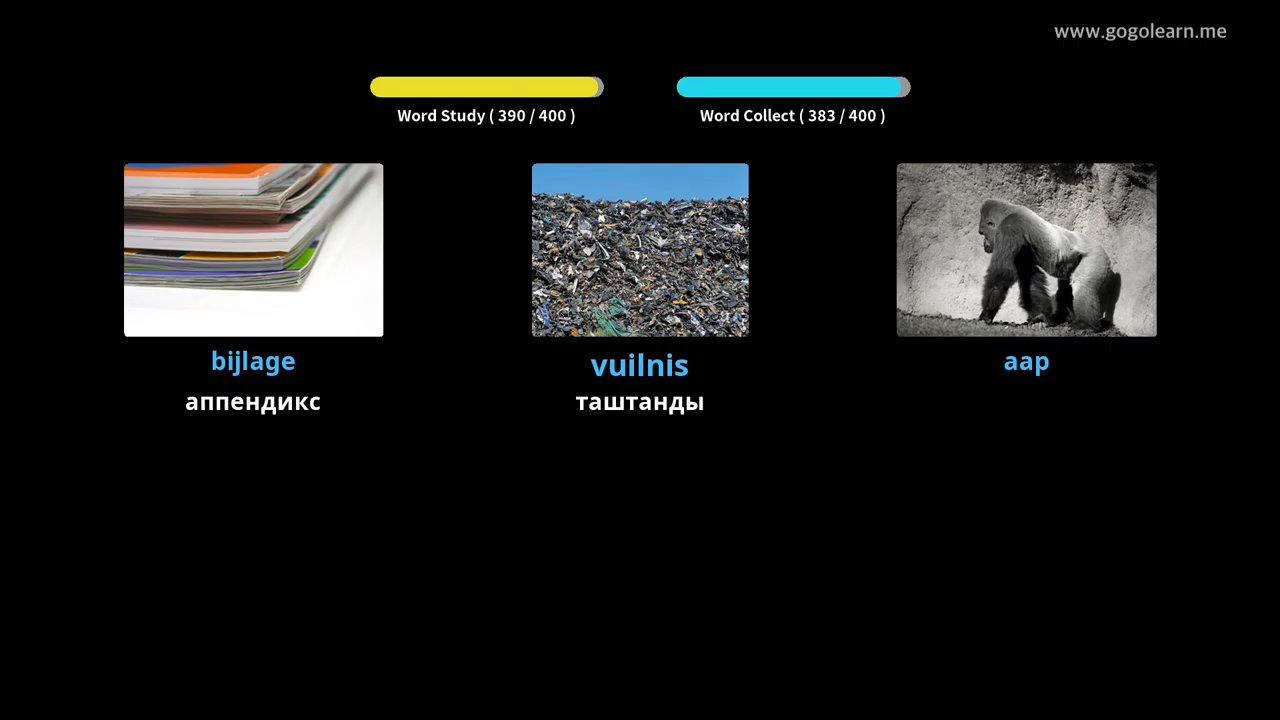 www.gogolearn.me
Word Study ( 390 / 400 )
Word Collect ( 383 / 400 )
bijlage
vuilnis
aap
аппендикс
таштанды